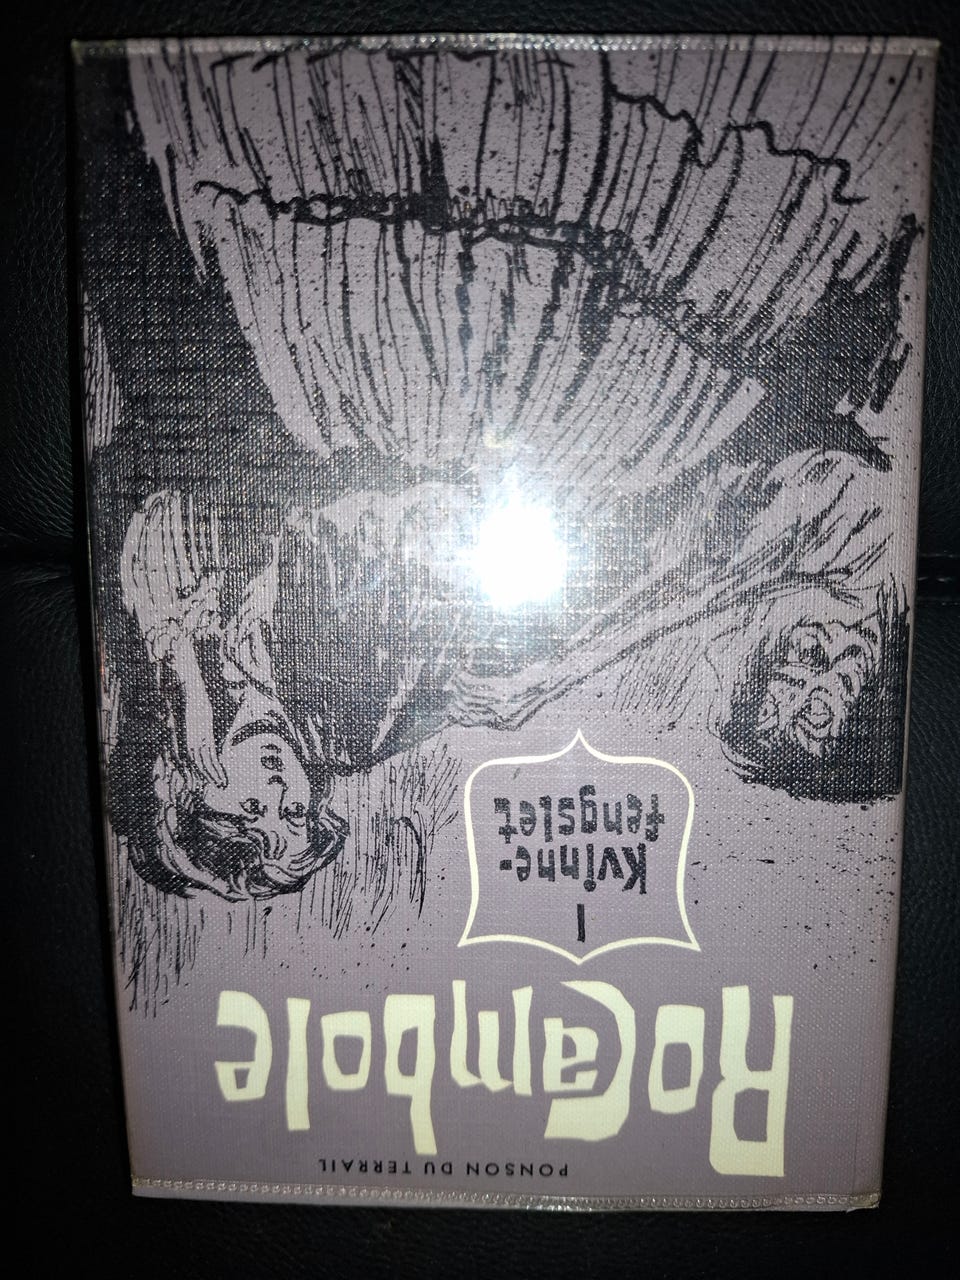 PONSON DU TERRAIL
RoCambole
I
Kvinne-
fengslet